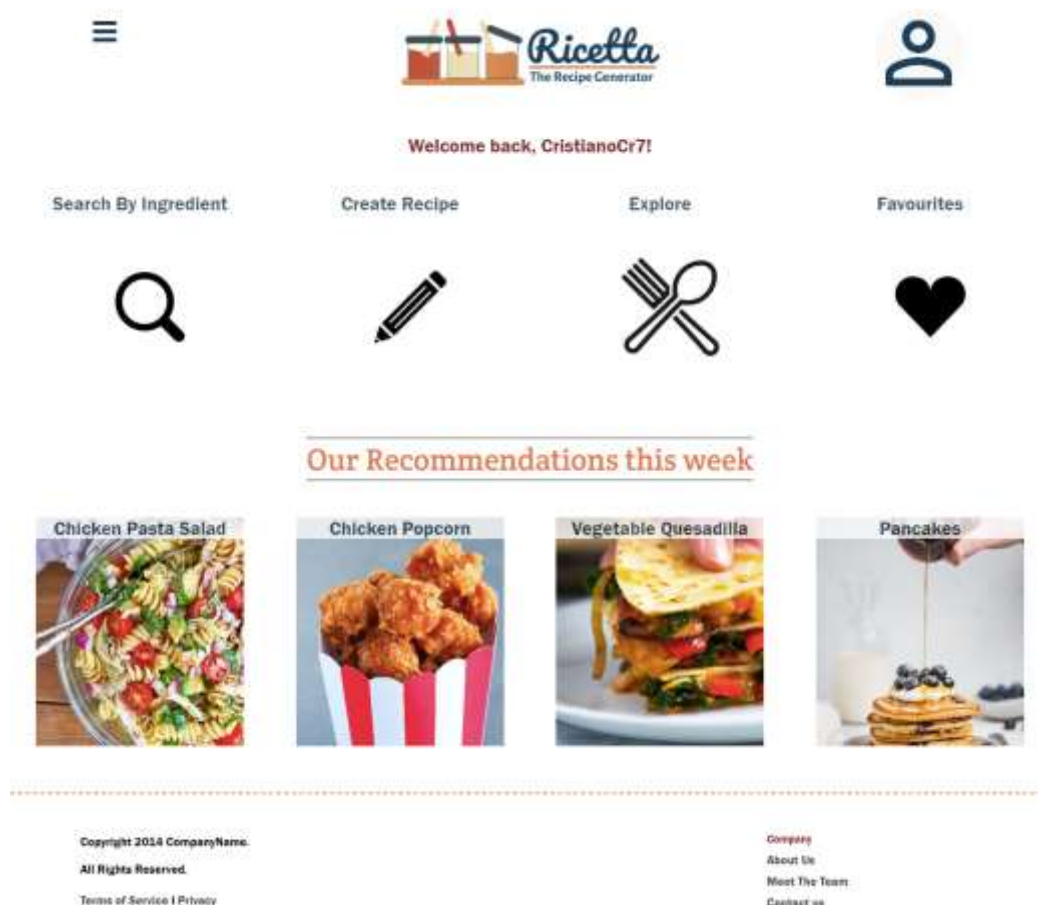 Ricetta
The Recipe Generator
Welcome back, CristianoCr7!
Search By Ingredient
Create Recipe
Explore
Favourites
Our Recommendations this week
Chicken Pasta Salad
Chicken Popcorn
Vegetable Quesadilla
Pancakes
Copyright 2014 CompanyName.
All Rights Reserved.
Terms of Service I Privacy
Company
About Us
Meet The Team
Contact us